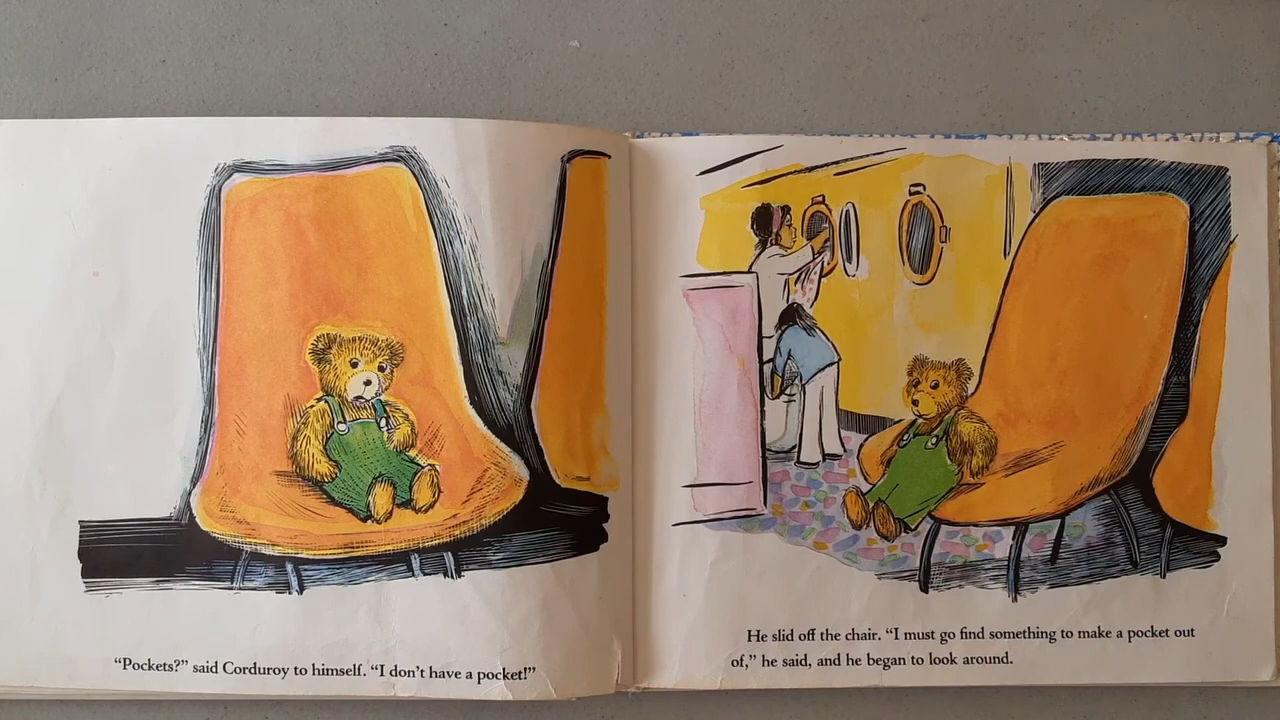 “Pockets?” said Corduroy to himself. “I don’t have a pocket!”
He slid off the chair. “I must go find something to make a pocket out
of,” he said, and he began to look around.